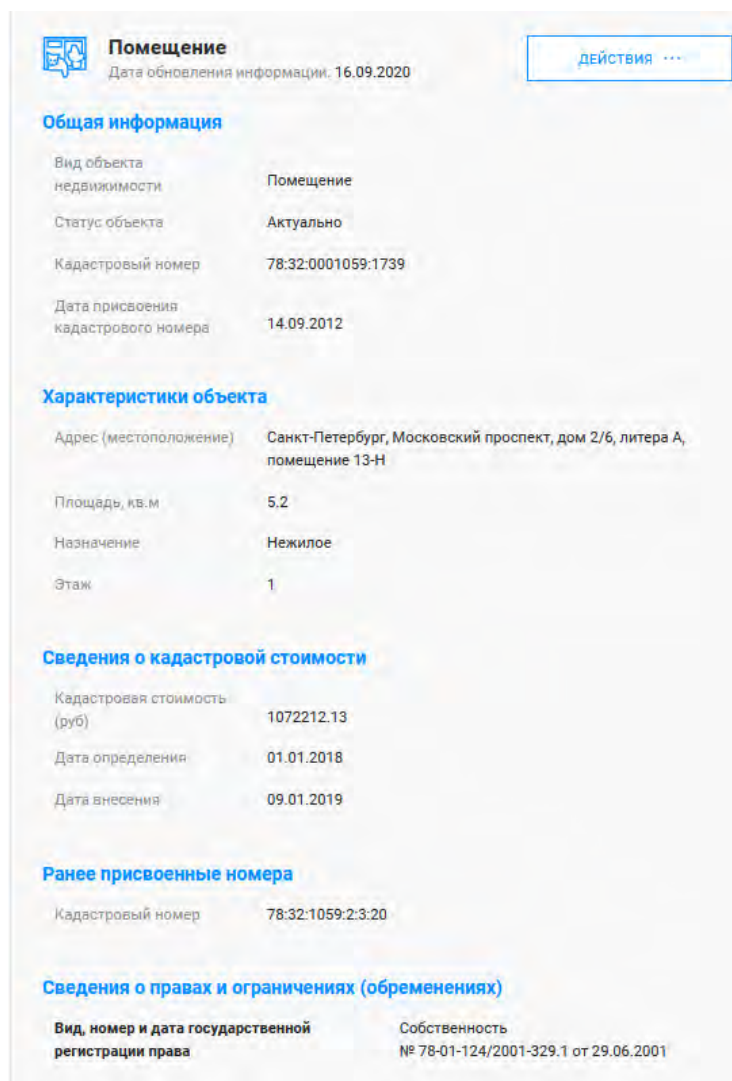 Помещение
Дата обновления информации: 16.09.2020
ДЕЙСТВИЯ ...
Общая информация
Вид объекта
недвижимости
Помещение
Статус объекта
Актуально
Кадастровый номер
78:32:0001059:1739
Дата присвоения
кадастрового номера
14.09.2012
Характеристики объекта
Адрес (местоположение)
Санкт-Петербург, Московский проспект, дом 2/6, литера А,
помещение 13-Н
Площадь, кв.м
5.2
Назначение
Нежилое
Этаж
1
Сведения о кадастровой стоимости
Кадастровая стоимость
(руб)
1072212.13
Дата определения
01.01.2018
Дата внесения
09.01.2019
Ранее присвоенные номера
Кадастровый номер
78:32:1059:2:3:20
Сведения о правах и ограничениях (обременениях)
Вид, номер и дата государственной
регистрации права
Собственность
№ 78-01-124/2001-329.1 от 29.06.2001